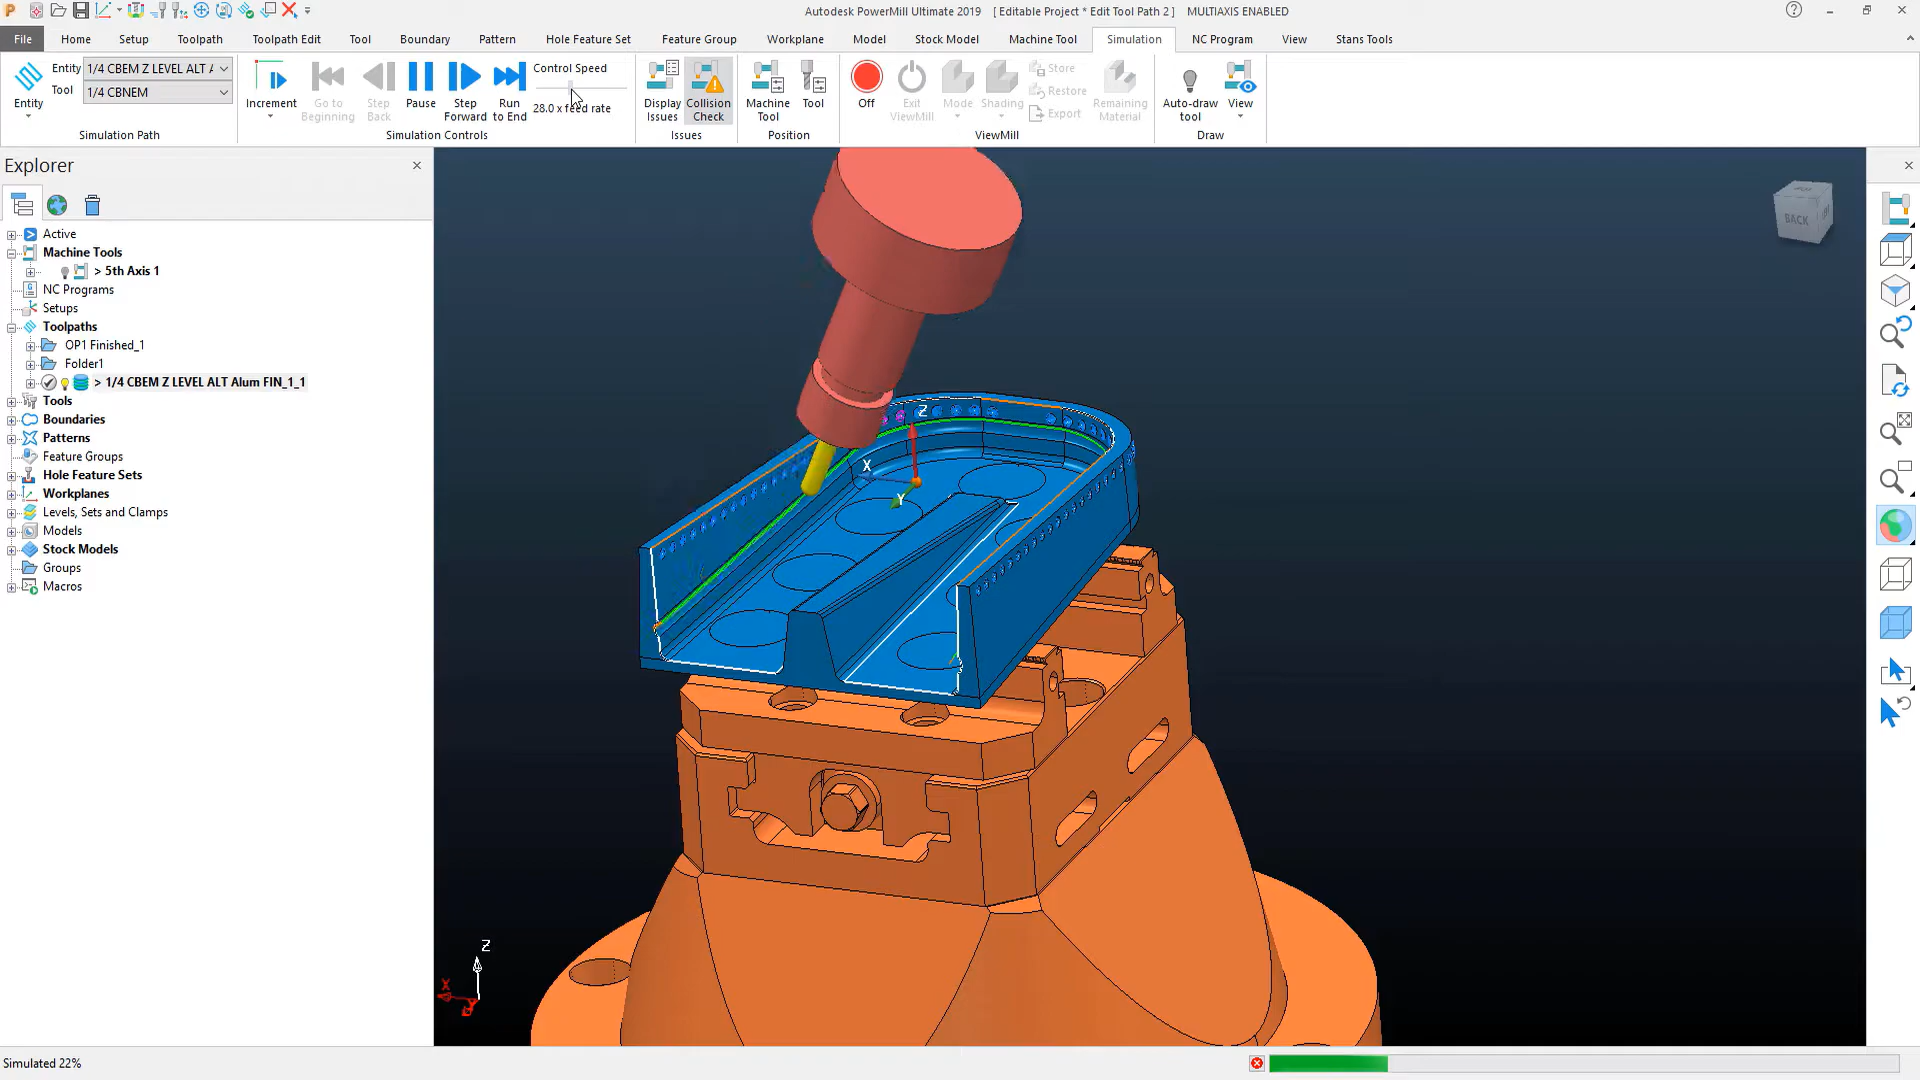 Autodesk PowerMill Ultimate 2019 [ Editable Project * Edit Tool Path 2 ] MULTIAXIS ENABLED
File Home Setup Toolpath Toolpath Edit Tool Boundary Pattern Hole Feature Set Feature Group Workplane Model Stock Model Machine Tool Simulation NC Program View Stans Tools
Entity 1/4 CBEM Z LEVEL ALT A
Tool 1/4 CBNEM
Entity
Simulation Path
Increment
Go to Beginning
Step Back
Pause
Step Forward
Run to End
Control Speed
28.0 x feed rate
Simulation Controls
Display Issues
Collision Check
Issues
Machine Tool
Tool
Position
Off
Exit ViewMill
Mode
Shading
Store
Restore
Export
Remaining Material
ViewMill
Auto-draw tool
View
Draw
Explorer
Active
Machine Tools
> 5th Axis 1
NC Programs
Setups
Toolpaths
OP1 Finished_1
Folder1
> 1/4 CBEM Z LEVEL ALT Alum FIN_1_1
Tools
Boundaries
Patterns
Feature Groups
Hole Feature Sets
Workplanes
Levels, Sets and Clamps
Models
Stock Models
Groups
Macros
BACK
Z
X
Y
Z
X
Y
Simulated 22%